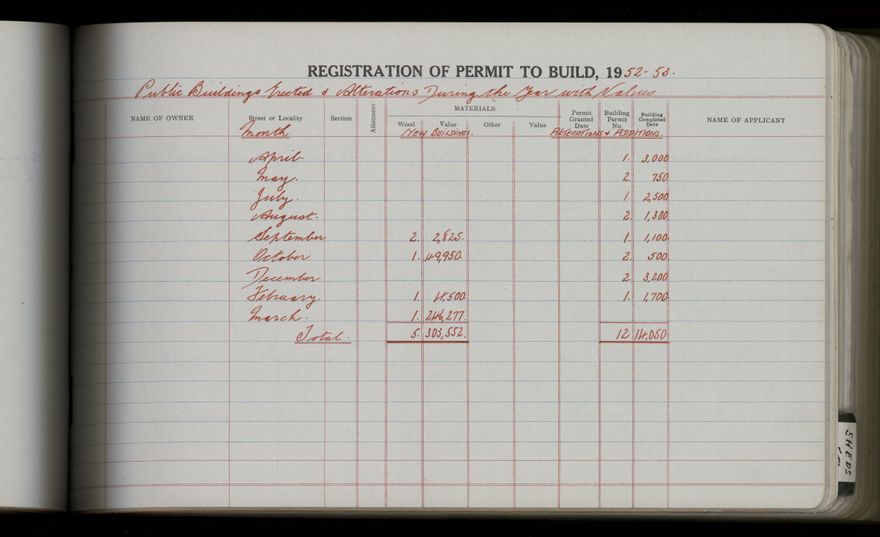 REGISTRATION OF PERMIT TO BUILD, 1952-53.
Public Buildings Erected & Alterations During the Year with Values
NAME OF OWNER Street or Locality Section Allotment MATERIALS Wood Value Other Value Permit Granted Date Building Permit No. Building Completed Date NAME OF APPLICANT
Month New Buildings. Alterations & Additions.
April. 1. 3,000
May. 2. 750
July. 1. 2,500
August. 2. 1,300
September 2. 2,825. 1. 1,100
October 1. 49,950. 2. 500
December 2. 3,200
February. 1. 4,500 1. 1,700
March. 1. 246,277.
Total. 5. 303,552. 12 14,050
SHEDS